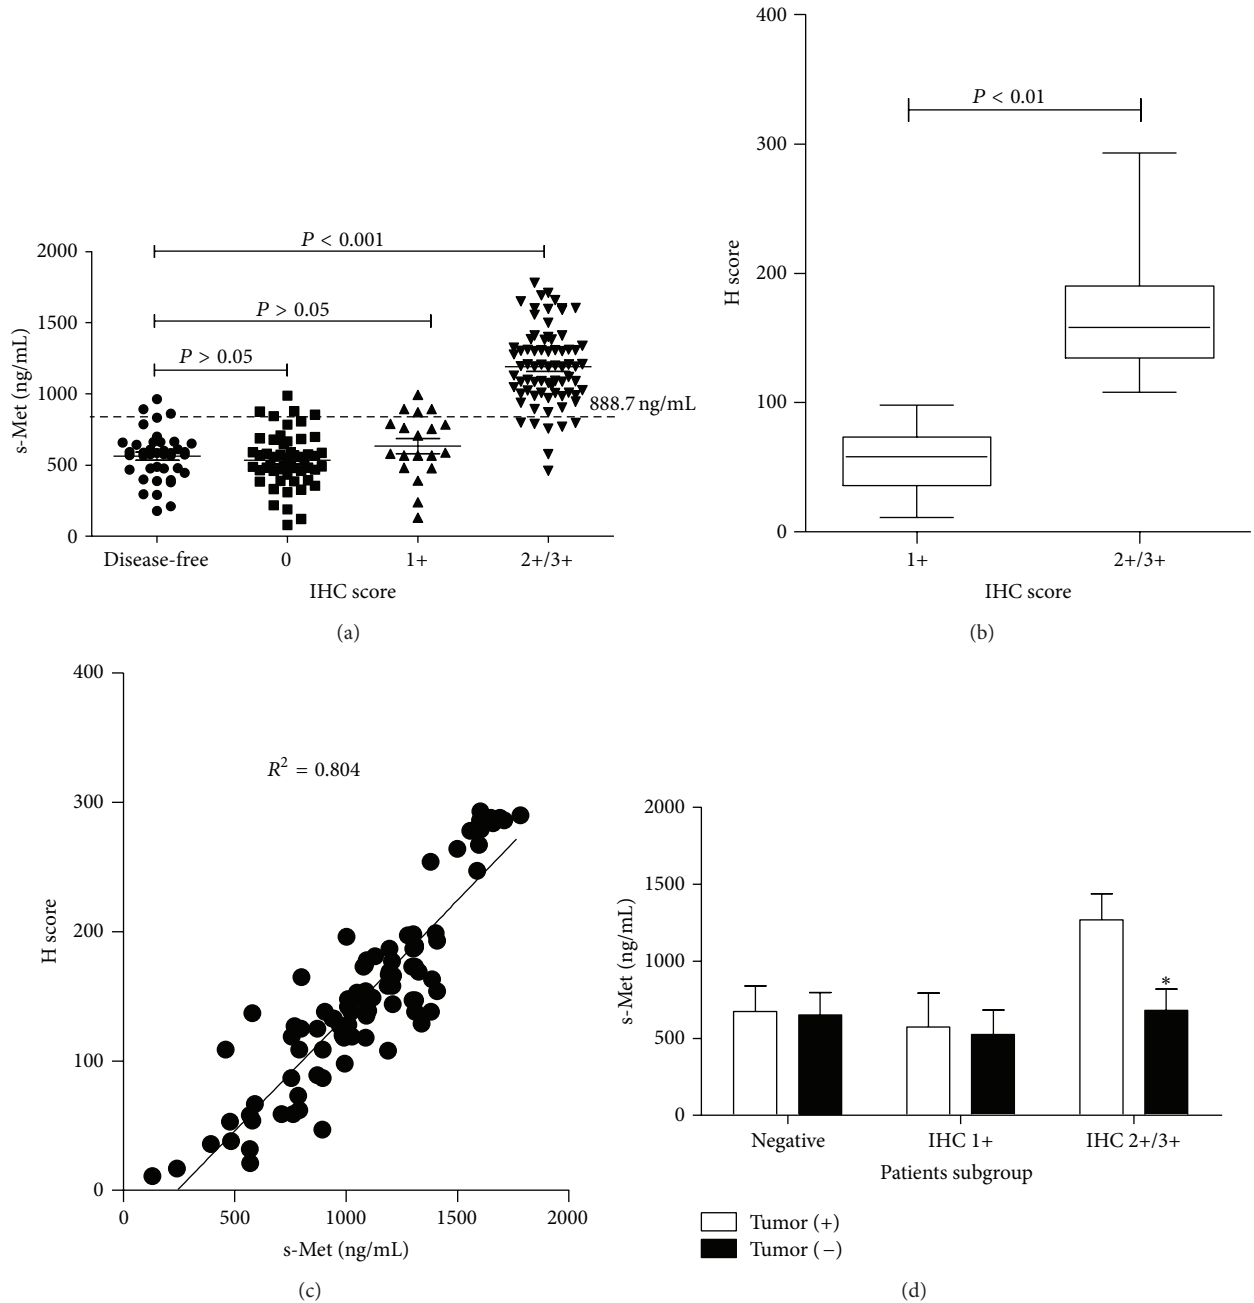 2000
1500
1000
500
0
s-Met (ng/mL)
P < 0.001
P > 0.05
P > 0.05
888.7 ng/mL
Disease-free 0 1+ 2+/3+
IHC score
(a)
400
300
200
100
0
H score
P < 0.01
1+ 2+/3+
IHC score
(b)
400
300
200
100
0
H score
R² = 0.804
0 500 1000 1500 2000
s-Met (ng/mL)
(c)
2000
1500
1000
500
0
s-Met (ng/mL)
*
Negative IHC 1+ IHC 2+/3+
Patients subgroup
Tumor (+)
Tumor (−)
(d)